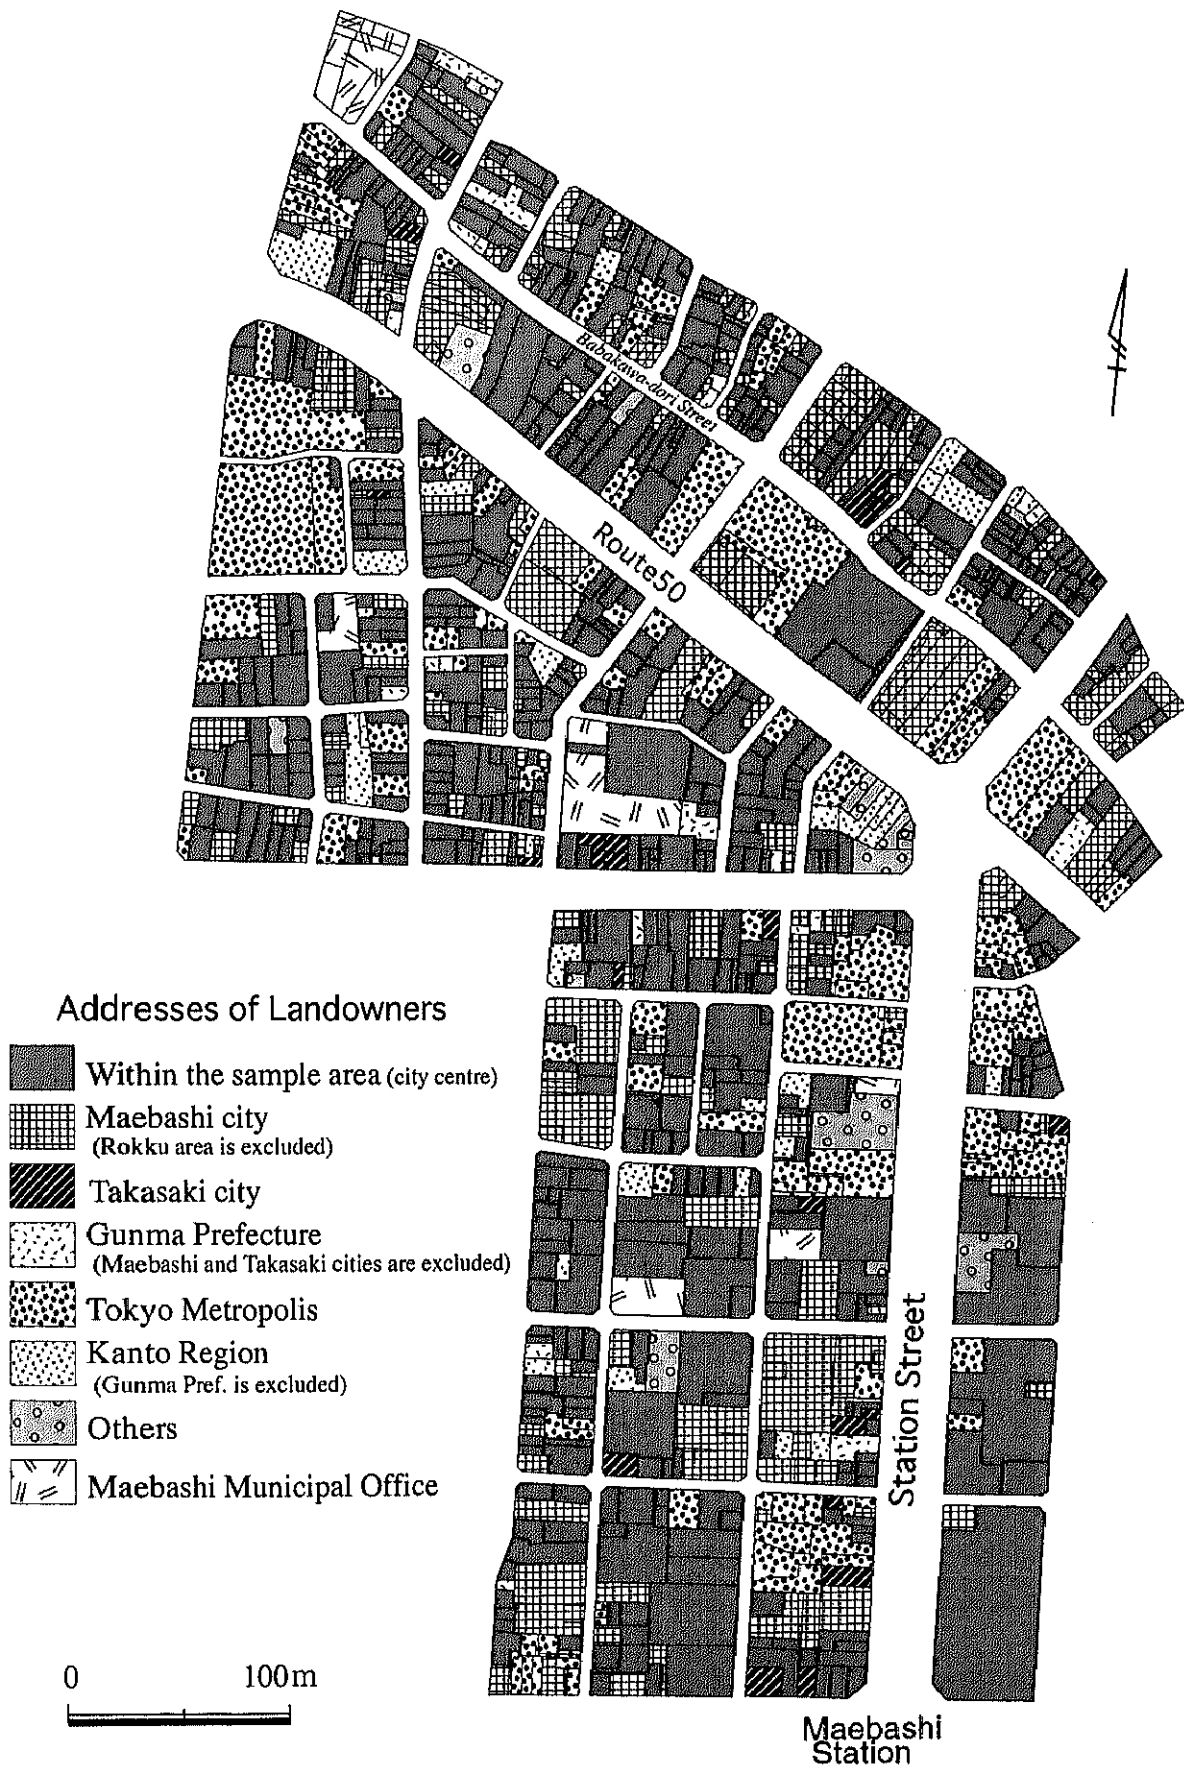 Babakawa-dori Street
Route50
Addresses of Landowners
Within the sample area (city centre)
Maebashi city
(Rokku area is excluded)
Takasaki city
Gunma Prefecture
(Maebashi and Takasaki cities are excluded)
Tokyo Metropolis
Kanto Region
(Gunma Pref. is excluded)
Others
Maebashi Municipal Office
Station Street
0 100m
Maebashi
Station